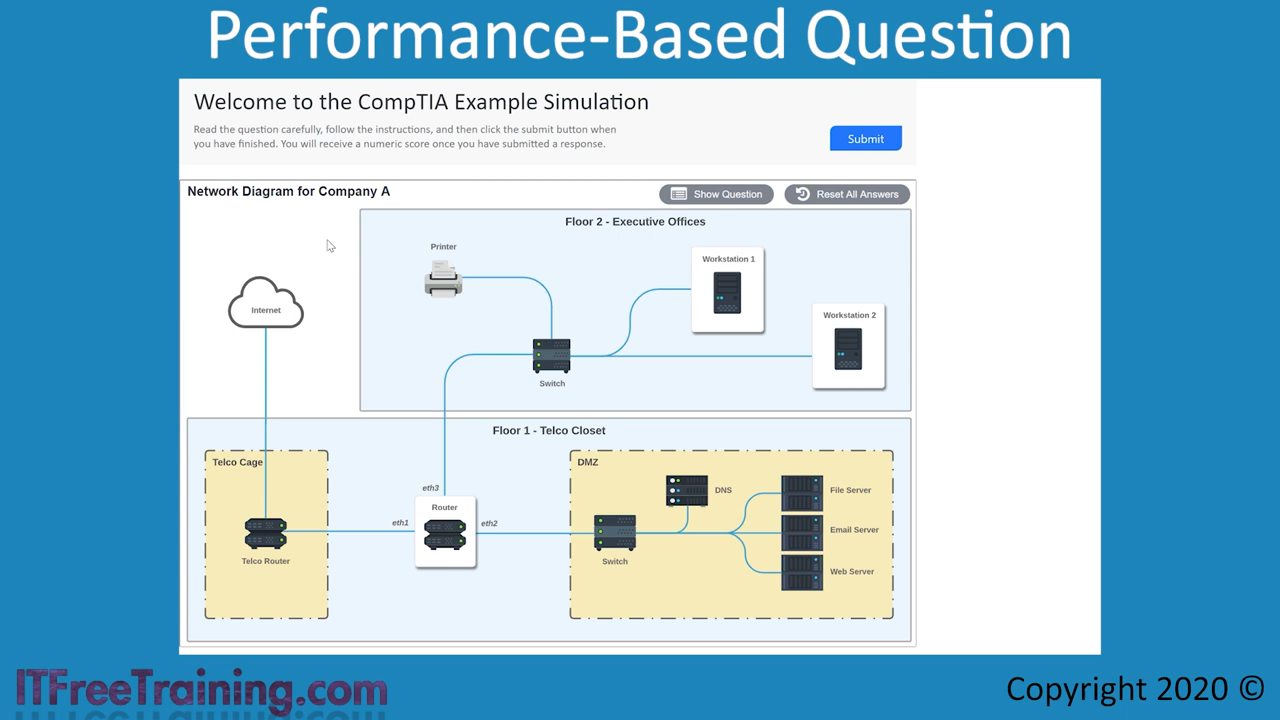 Performance-Based Question
Welcome to the CompTIA Example Simulation
Read the question carefully, follow the instructions, and then click the submit button when
you have finished. You will receive a numeric score once you have submitted a response.
Submit
Network Diagram for Company A
Show Question
Reset All Answers
Floor 2 - Executive Offices
Printer
Workstation 1
Internet
Workstation 2
Switch
Floor 1 - Telco Closet
Telco Cage
DMZ
eth3
DNS
File Server
Router
eth1
eth2
Email Server
Telco Router
Switch
Web Server
ITFreeTraining.com
Copyright 2020 ©